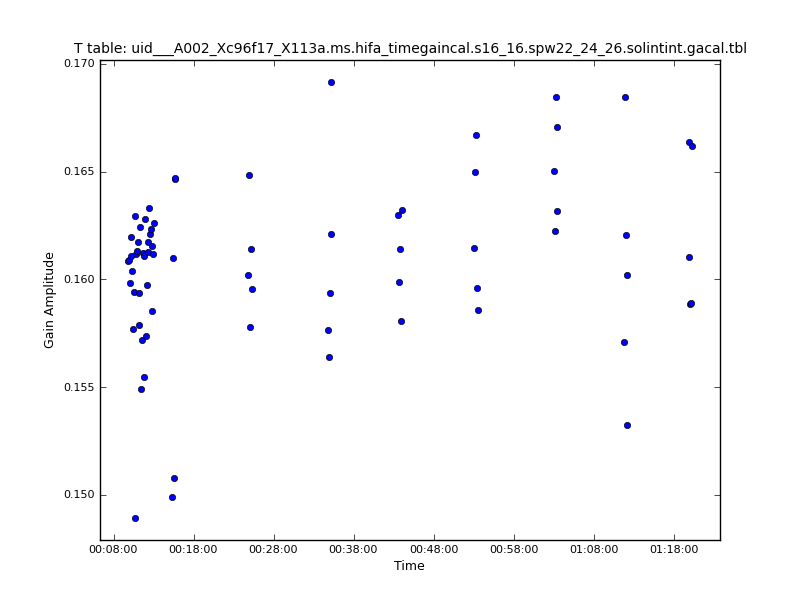 T table: uid___A002_Xc96f17_X113a.ms.hifa_timegaincal.s16_16.spw22_24_26.solintint.gacal.tbl
0.170
0.165
0.160
0.155
0.150
Gain Amplitude
00:08:00 00:18:00 00:28:00 00:38:00 00:48:00 00:58:00 01:08:00 01:18:00
Time